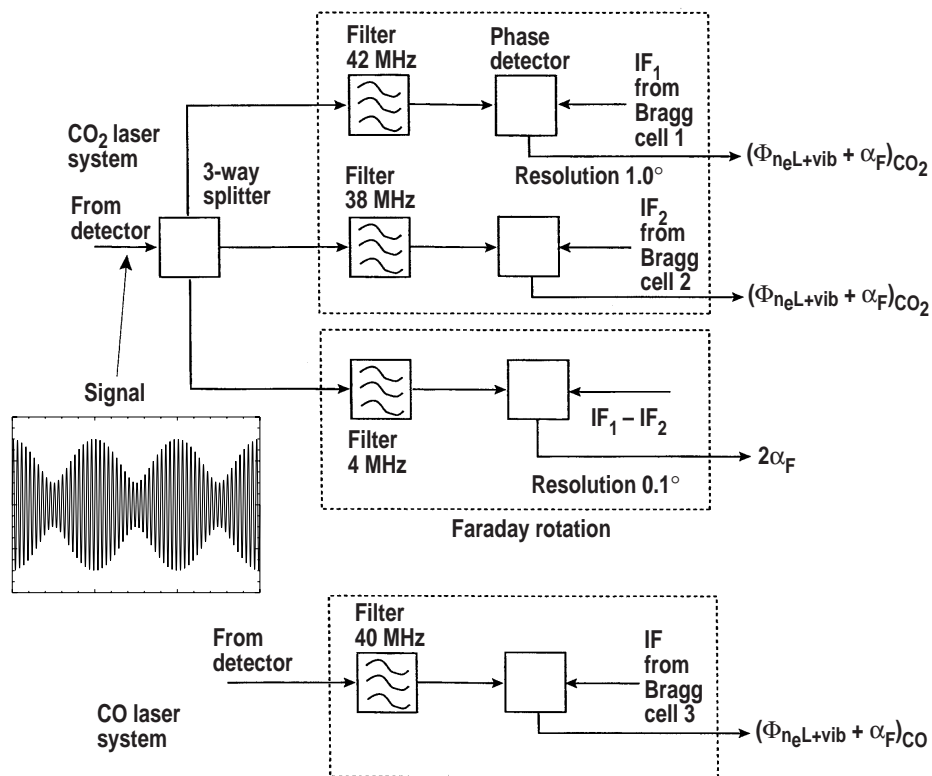 Filter
42 MHz
Phase
detector
IF₁
from
Bragg
cell 1
(ΦnₑL+vib + αF)CO₂
Resolution 1.0°
CO₂ laser
system
3-way
splitter
From
detector
Filter
38 MHz
IF₂
from
Bragg
cell 2
(ΦnₑL+vib + αF)CO₂
Signal
Filter
4 MHz
IF₁ – IF₂
2αF
Resolution 0.1°
Faraday rotation
From
detector
CO laser
system
Filter
40 MHz
IF
from
Bragg
cell 3
(ΦnₑL+vib + αF)CO